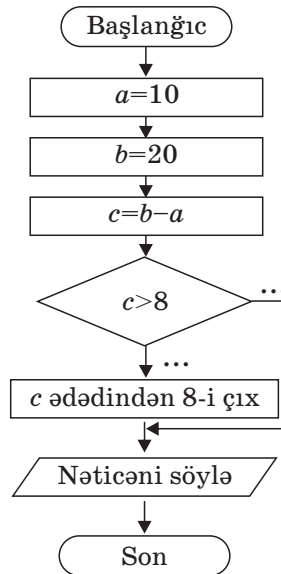 Başlanğıc
a=10
b=20
c=b–a
c>8
...
...
c ədədindən 8-i çıx
Nəticəni söylə
Son